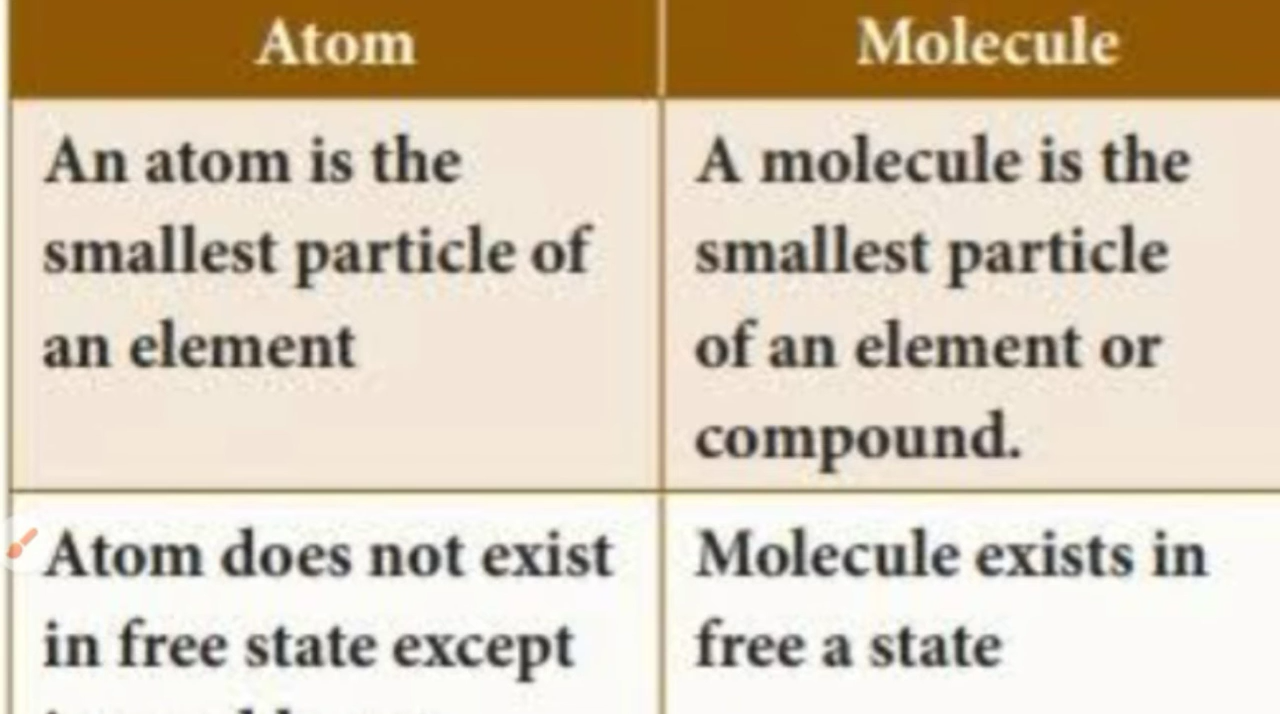 Atom
Molecule
An atom is the
smallest particle of
an element
A molecule is the
smallest particle
of an element or
compound.
Atom does not exist
in free state except
Molecule exists in
free a state